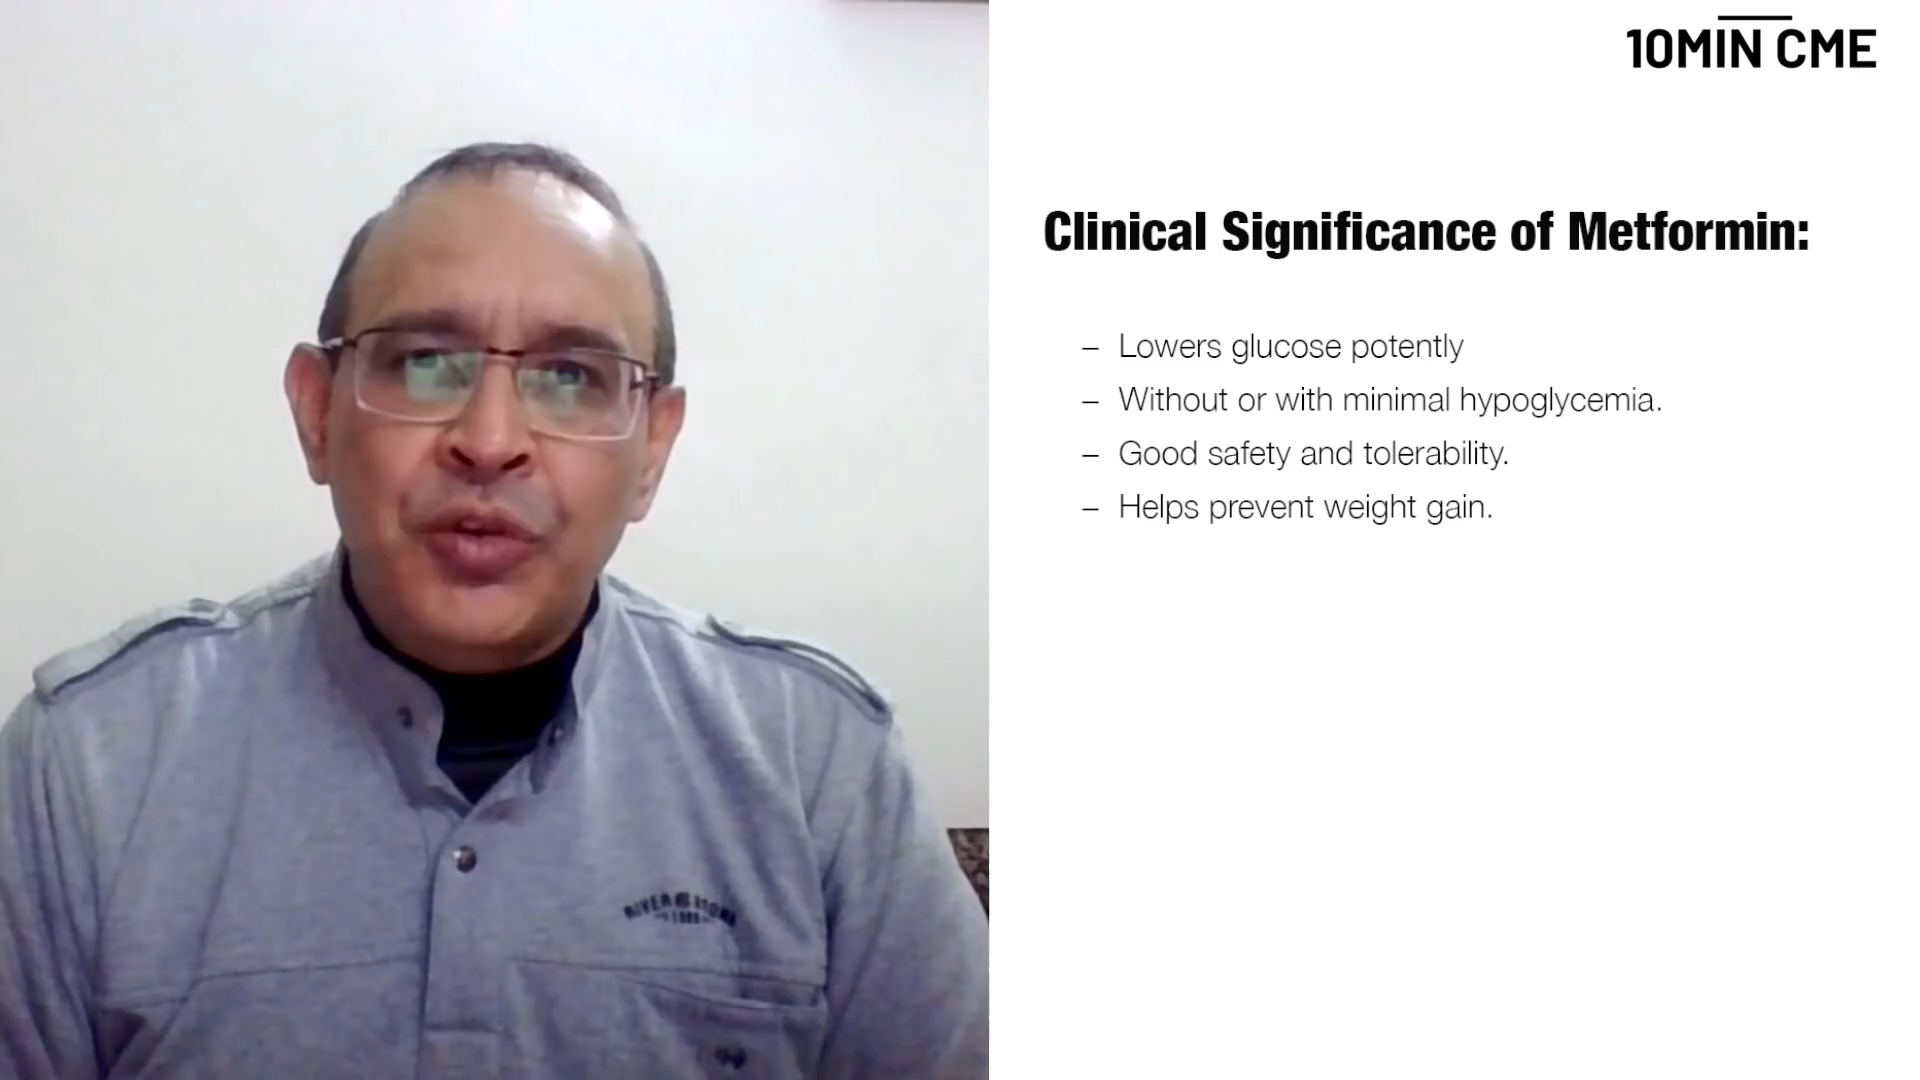 10MIN CME
Clinical Significance of Metformin:
– Lowers glucose potently
– Without or with minimal hypoglycemia.
– Good safety and tolerability.
– Helps prevent weight gain.